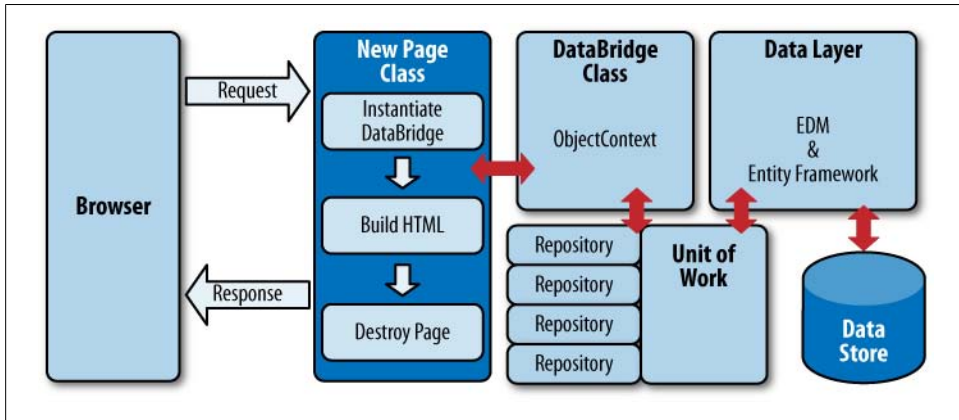 Browser
Request
Response
New Page
Class
Instantiate
DataBridge
Build HTML
Destroy Page
DataBridge
Class
ObjectContext
Repository
Repository
Repository
Repository
Unit of
Work
Data Layer
EDM
&
Entity Framework
Data
Store